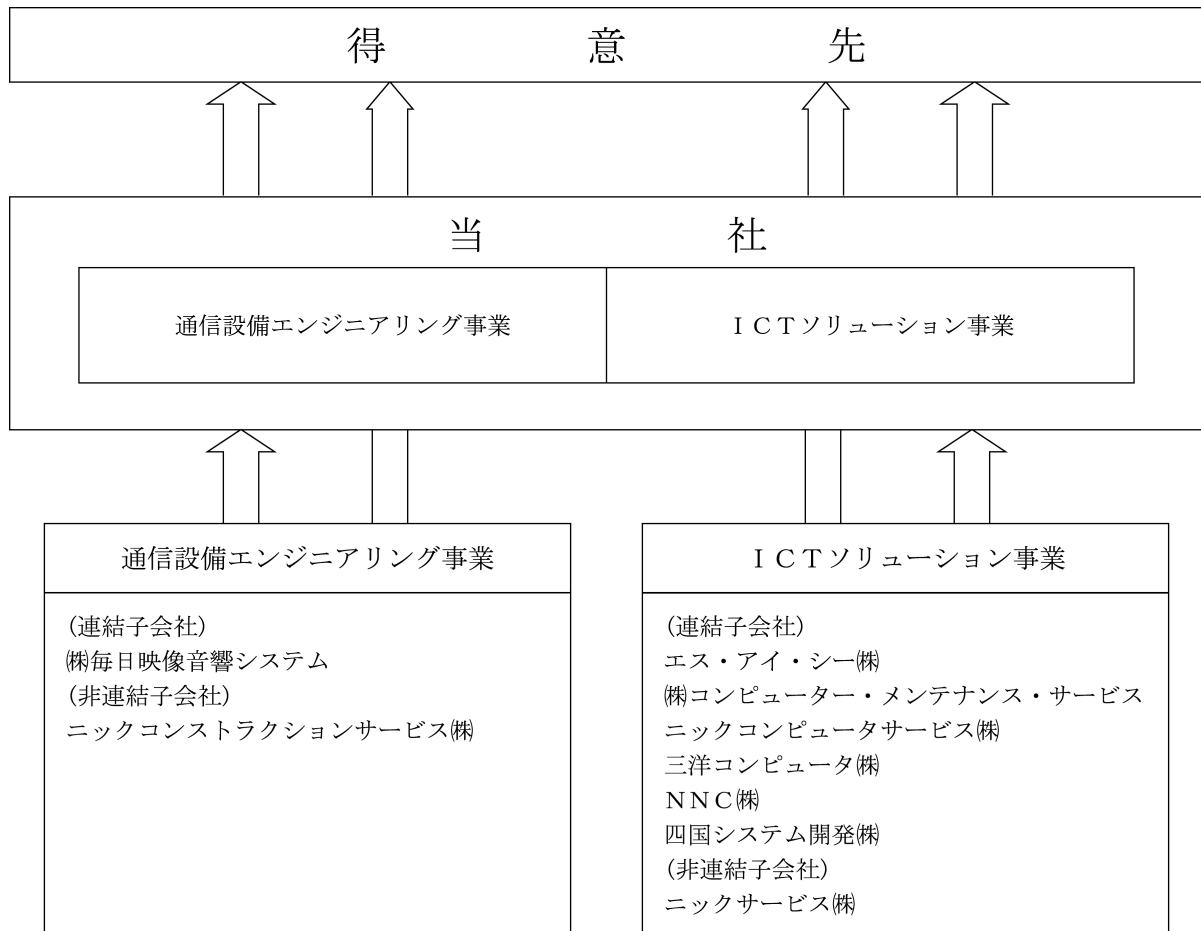 得意先
当社
通信設備エンジニアリング事業
ＩＣＴソリューション事業
通信設備エンジニアリング事業
(連結子会社)
㈱毎日映像音響システム
(非連結子会社)
ニックコンストラクションサービス㈱
ＩＣＴソリューション事業
(連結子会社)
エス・アイ・シー㈱
㈱コンピューター・メンテナンス・サービス
ニックコンピュータサービス㈱
三洋コンピュータ㈱
ＮＮＣ㈱
四国システム開発㈱
(非連結子会社)
ニックサービス㈱